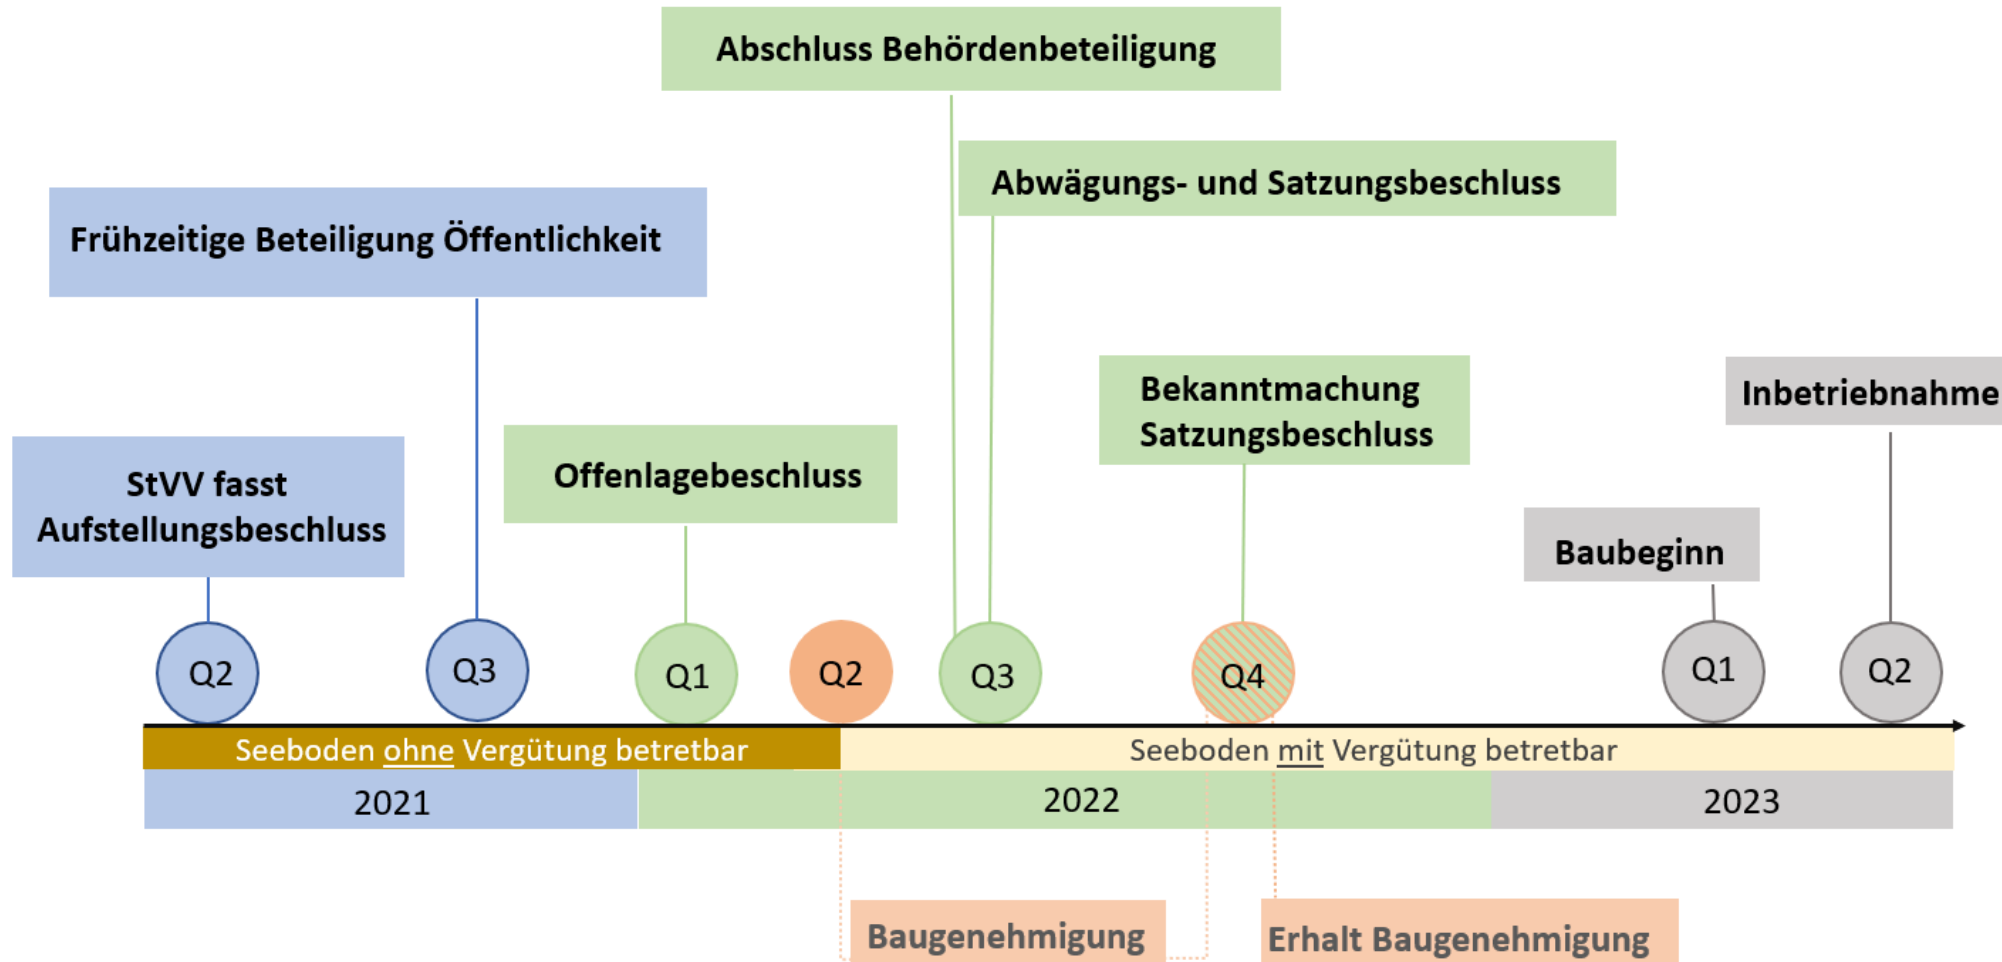 Abschluss Behördenbeteiligung
Abwägungs- und Satzungsbeschluss
Frühzeitige Beteiligung Öffentlichkeit
Bekanntmachung
Satzungsbeschluss
Inbetriebnahme
StVV fasst
Aufstellungsbeschluss
Offenlagebeschluss
Baubeginn
Q2
Q3
Q1
Q2
Q3
Q4
Q1
Q2
Seeboden ohne Vergütung betretbar
Seeboden mit Vergütung betretbar
2021
2022
2023
Baugenehmigung
Erhalt Baugenehmigung